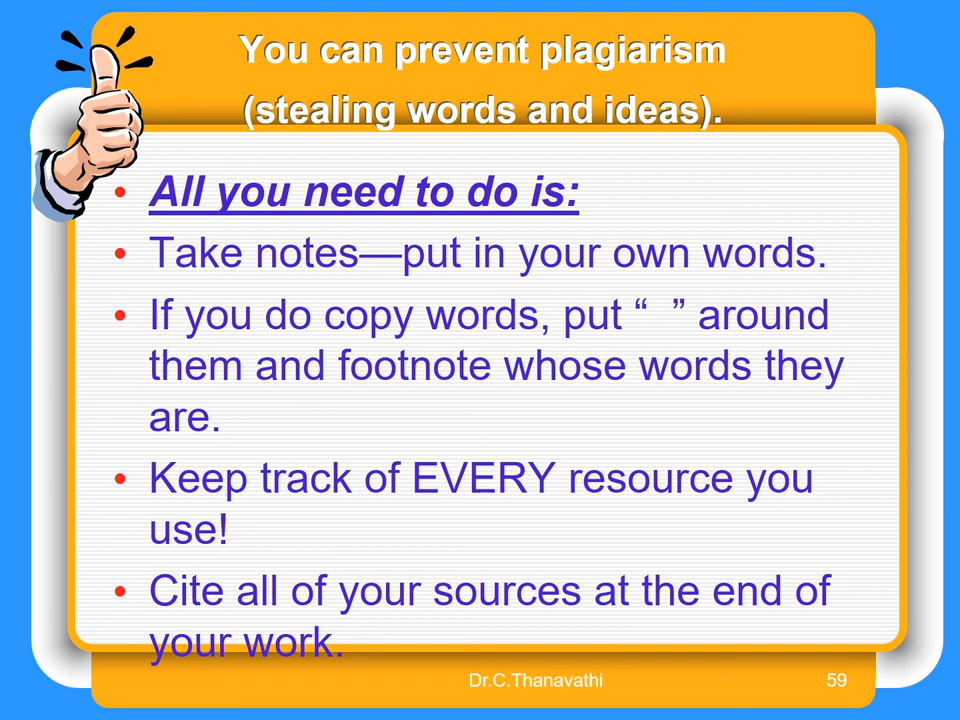 You can prevent plagiarism
(stealing words and ideas).
• All you need to do is:
• Take notes—put in your own words.
• If you do copy words, put “  ” around
them and footnote whose words they
are.
• Keep track of EVERY resource you
use!
• Cite all of your sources at the end of
your work.
Dr.C.Thanavathi
59